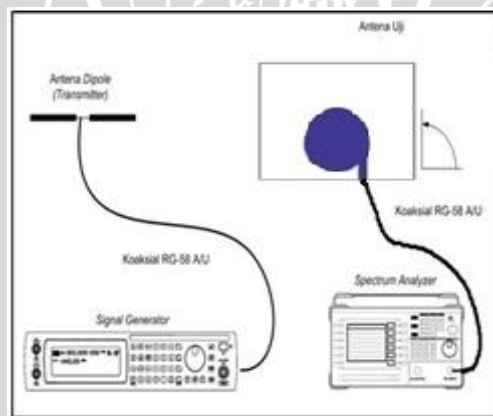 Antena Uji
Antena Dipole
(Transmitter)
Koaksial RG-58 A/U
Koaksial RG-58 A/U
Spectrum Analyzer
Signal Generator